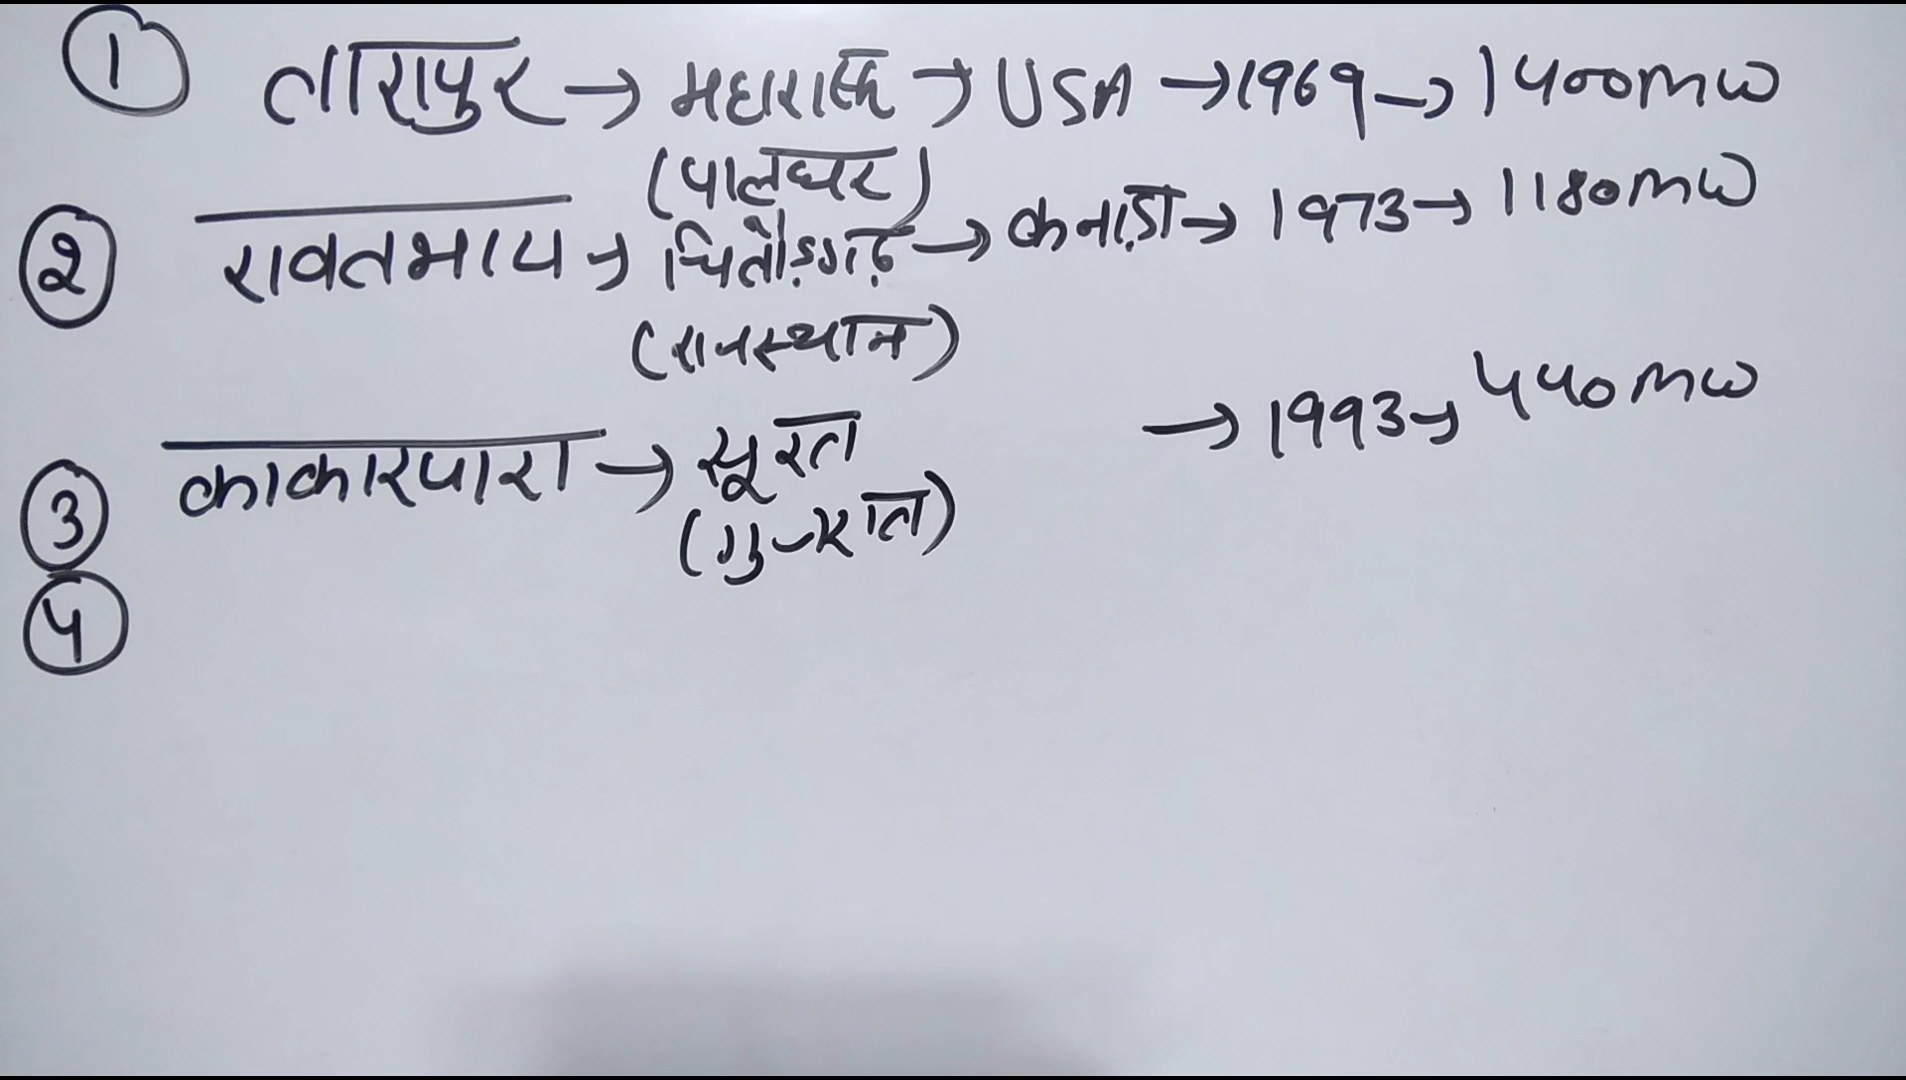 ① तारापुर → महाराष्ट्र → USA → 1969 → 1400mw
(पालघर)
② रावतभाटा → चित्तौड़गढ़ → कनाडा → 1973 → 1180mw
(राजस्थान)
③ काकारपारा → सूरत → 1993 → 440mw
(गुजरात)
④